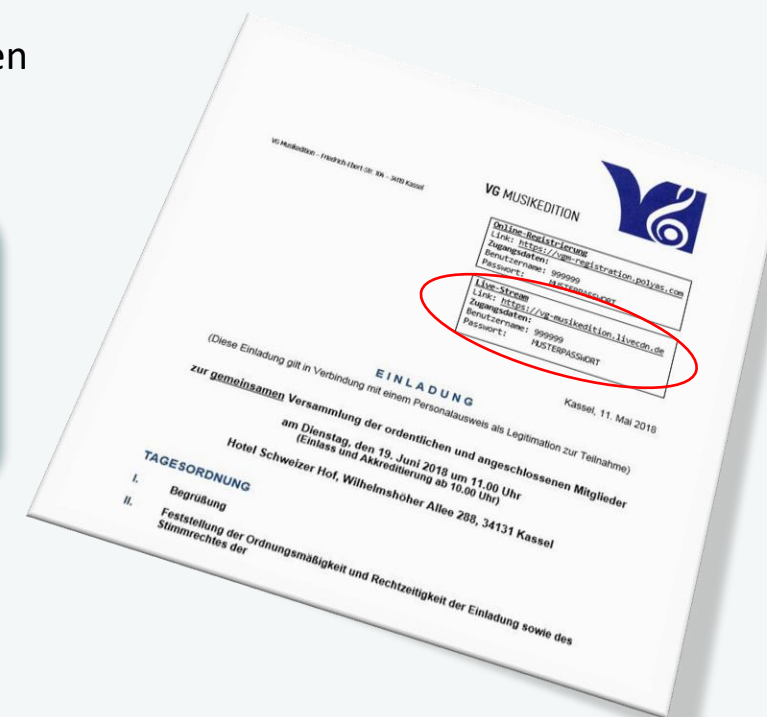 en
VG Musikedition – Friedrich-Ebert-Str. 104 – 3410 Kassel
VG MUSIKEDITION
Online-Registrierung
Link: https://vgm-registration.polyas.com
Zugangsdaten:
Benutzername: 999999
Passwort: MUSTERPASSWORT
Live-Stream
Link: https://vg-musikedition.livecdn.de
Zugangsdaten:
Benutzername: 999999
Passwort: MUSTERPASSWORT
Kassel, 11. Mai 2018
EINLADUNG
(Diese Einladung gilt in Verbindung mit einem Personalausweis als Legitimation zur Teilnahme)
zur gemeinsamen Versammlung der ordentlichen und angeschlossenen Mitglieder
am Dienstag, den 19. Juni 2018 um 11.00 Uhr
(Einlass und Akkreditierung ab 10.00 Uhr)
Hotel Schweizer Hof, Wilhelmshöher Allee 288, 34131 Kassel
TAGESORDNUNG
I. Begrüßung
II. Feststellung der Ordnungsmäßigkeit und Rechtzeitigkeit der Einladung sowie des
Stimmrechtes der